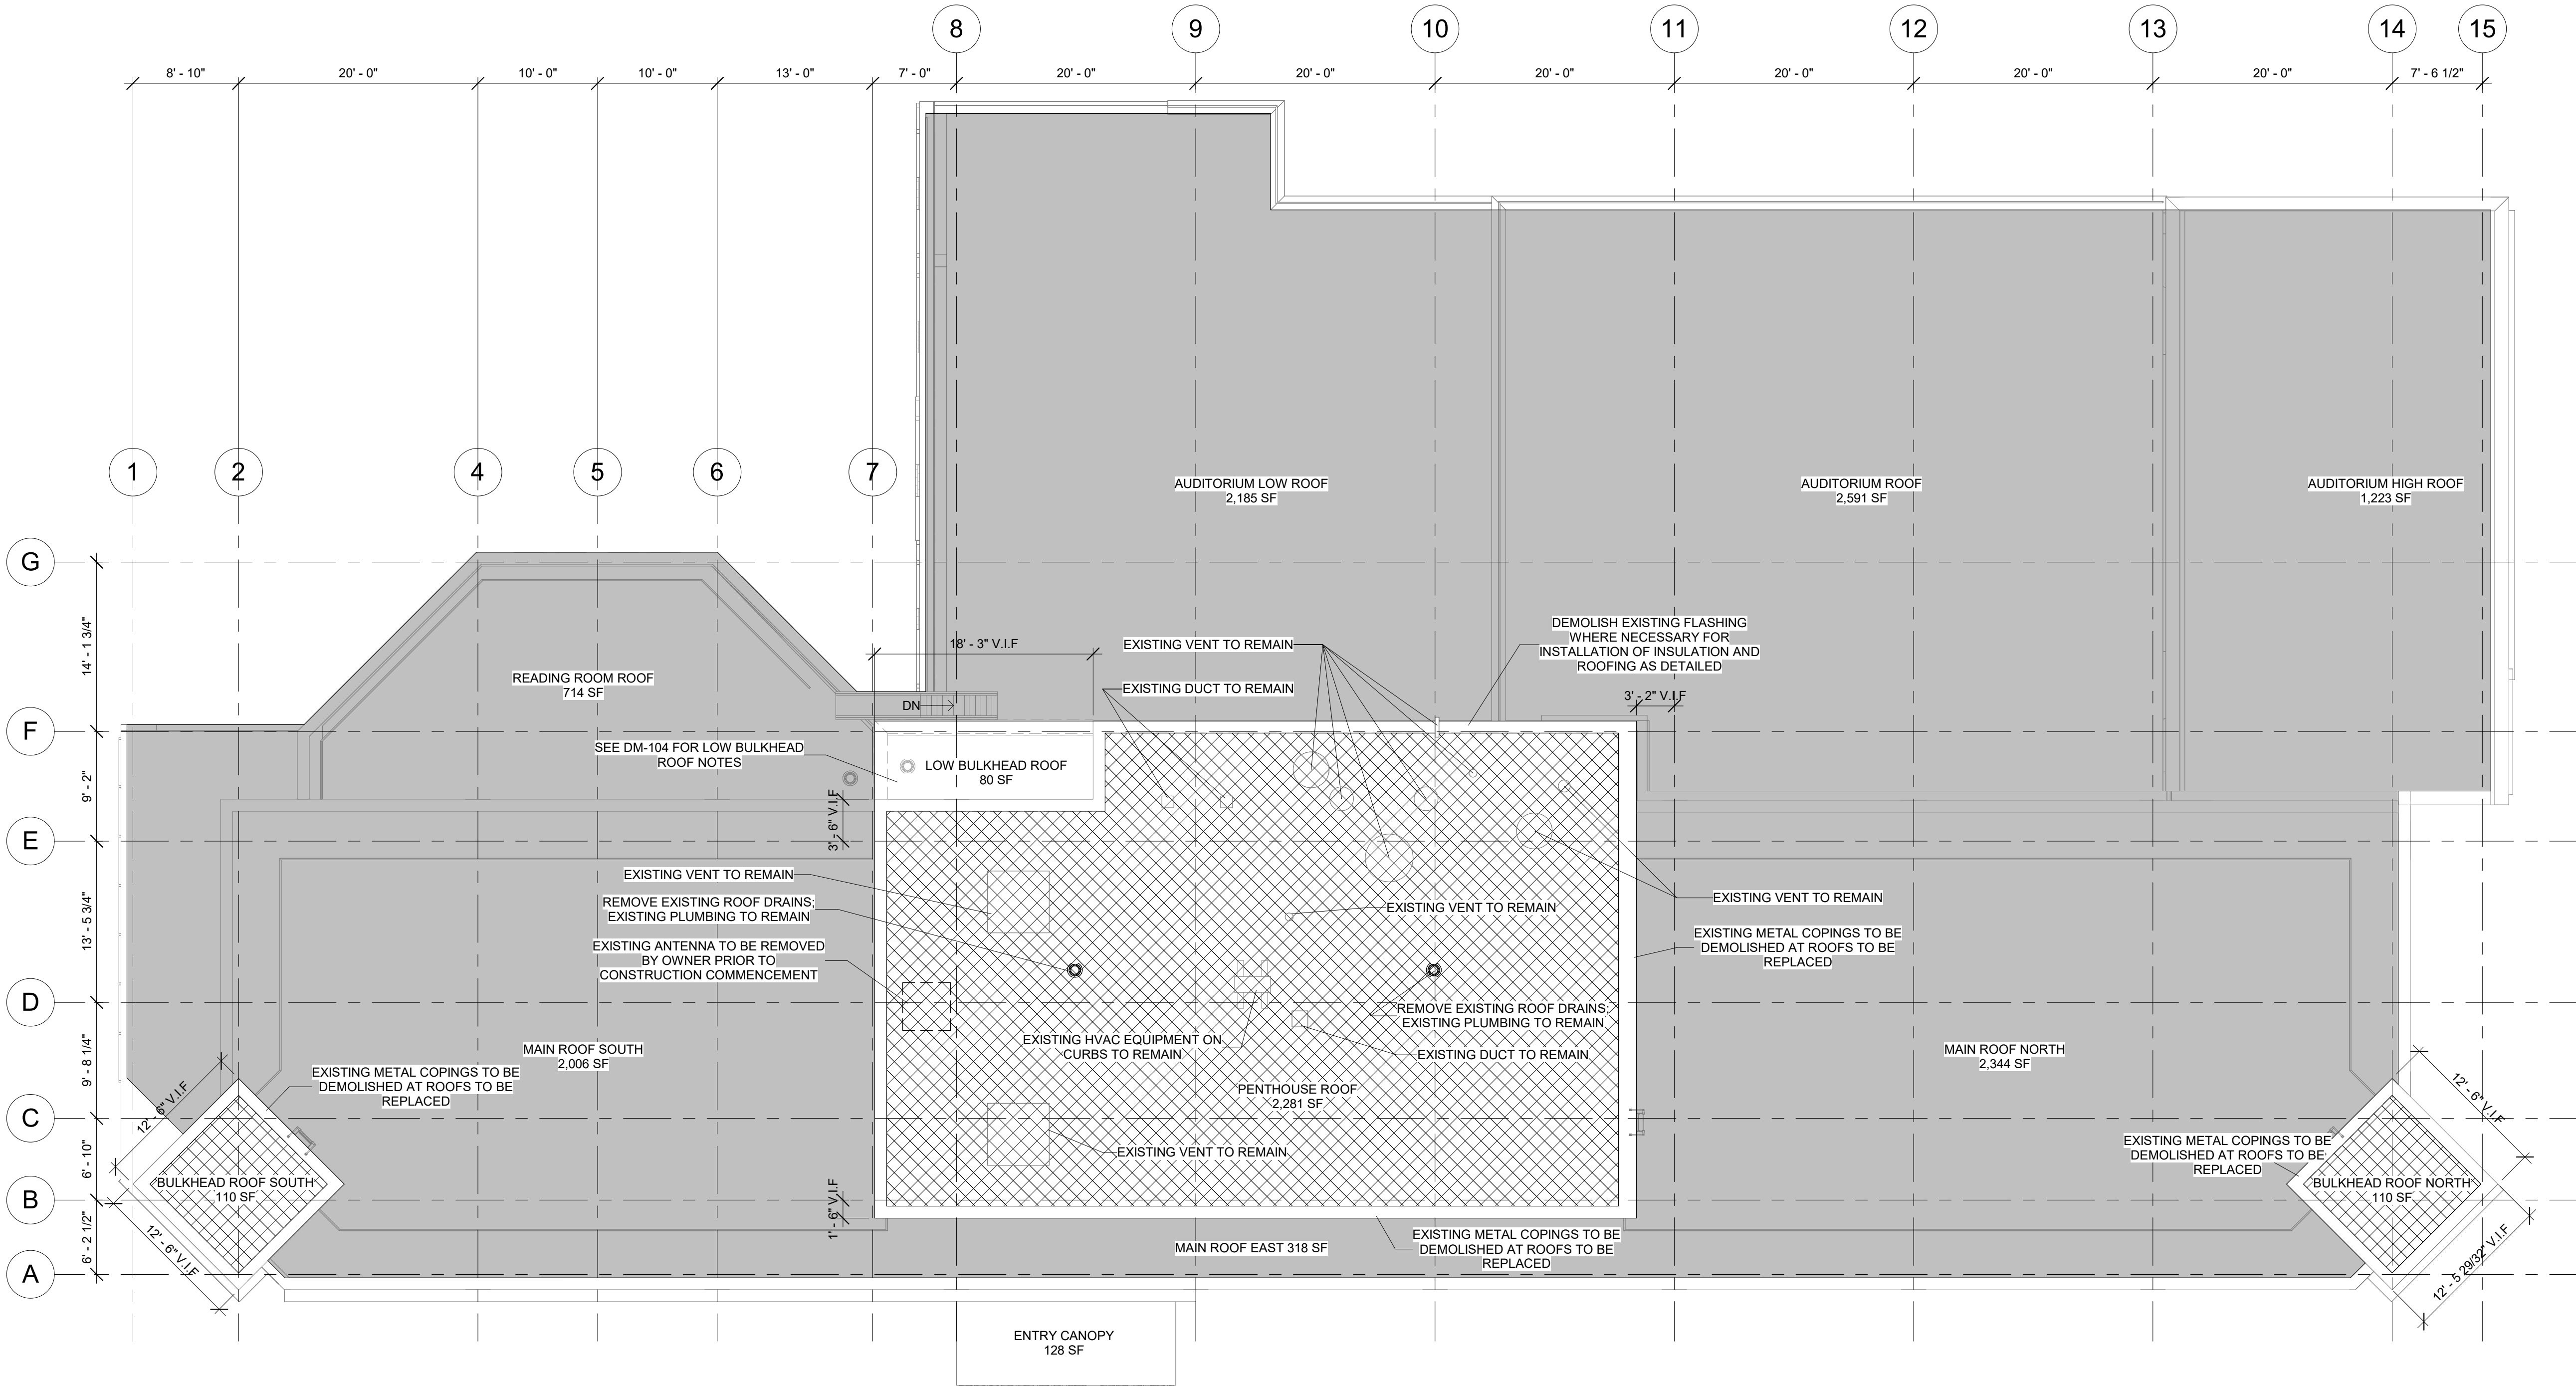 8
9
10
11
12
13
14
15
8' - 10"
20' - 0"
10' - 0"
10' - 0"
13' - 0"
7' - 0"
20' - 0"
20' - 0"
20' - 0"
20' - 0"
20' - 0"
20' - 0"
7' - 6 1/2"
1
2
4
5
6
7
AUDITORIUM LOW ROOF
2,185 SF
AUDITORIUM ROOF
2,591 SF
AUDITORIUM HIGH ROOF
1,223 SF
G
14' - 1 3/4"
READING ROOM ROOF
714 SF
18' - 3" V.I.F
EXISTING VENT TO REMAIN
DEMOLISH EXISTING FLASHING
WHERE NECESSARY FOR
INSTALLATION OF INSULATION AND
ROOFING AS DETAILED
EXISTING DUCT TO REMAIN
3' - 2" V.I.F
DN
F
9' - 2"
SEE DM-104 FOR LOW BULKHEAD
ROOF NOTES
LOW BULKHEAD ROOF
80 SF
3' - 6" V.I.F
E
13' - 5 3/4"
EXISTING VENT TO REMAIN
REMOVE EXISTING ROOF DRAINS;
EXISTING PLUMBING TO REMAIN
EXISTING ANTENNA TO BE REMOVED
BY OWNER PRIOR TO
CONSTRUCTION COMMENCEMENT
EXISTING VENT TO REMAIN
EXISTING VENT TO REMAIN
EXISTING METAL COPINGS TO BE
DEMOLISHED AT ROOFS TO BE
REPLACED
D
9' - 8 1/4"
REMOVE EXISTING ROOF DRAINS;
EXISTING PLUMBING TO REMAIN
EXISTING HVAC EQUIPMENT ON
CURBS TO REMAIN
EXISTING DUCT TO REMAIN
MAIN ROOF SOUTH
2,006 SF
MAIN ROOF NORTH
2,344 SF
EXISTING METAL COPINGS TO BE
DEMOLISHED AT ROOFS TO BE
REPLACED
PENTHOUSE ROOF
2,281 SF
12' - 6" V.I.F
12' - 6" V.I.F
C
6' - 10"
EXISTING VENT TO REMAIN
EXISTING METAL COPINGS TO BE
DEMOLISHED AT ROOFS TO BE
REPLACED
BULKHEAD ROOF SOUTH
110 SF
BULKHEAD ROOF NORTH
110 SF
B
6' - 2 1/2"
1' - 6" V.I.F
12' - 6" V.I.F
MAIN ROOF EAST 318 SF
EXISTING METAL COPINGS TO BE
DEMOLISHED AT ROOFS TO BE
REPLACED
12' - 5 29/32" V.I.F
A
ENTRY CANOPY
128 SF